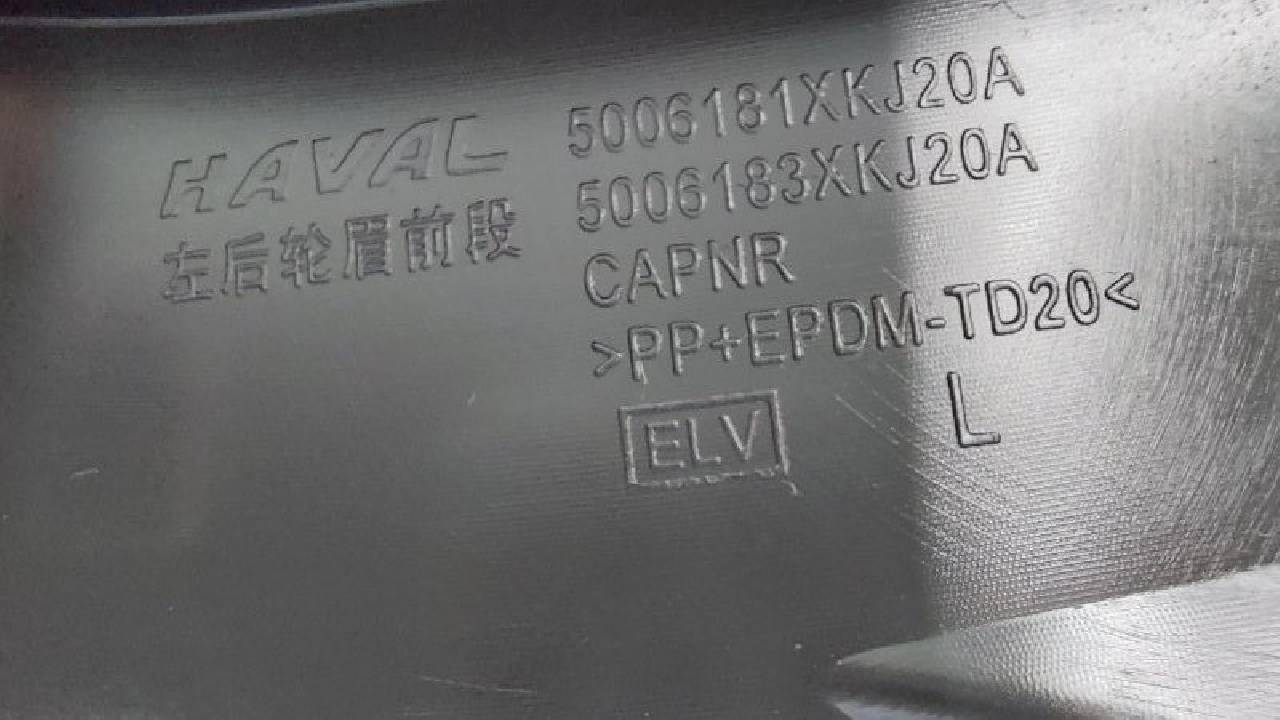 HAVAL
左后轮眉前段
5006181XKJ20A
5006183XKJ20A
CAPNR
>PP+EPDM-TD20<
ELV
L